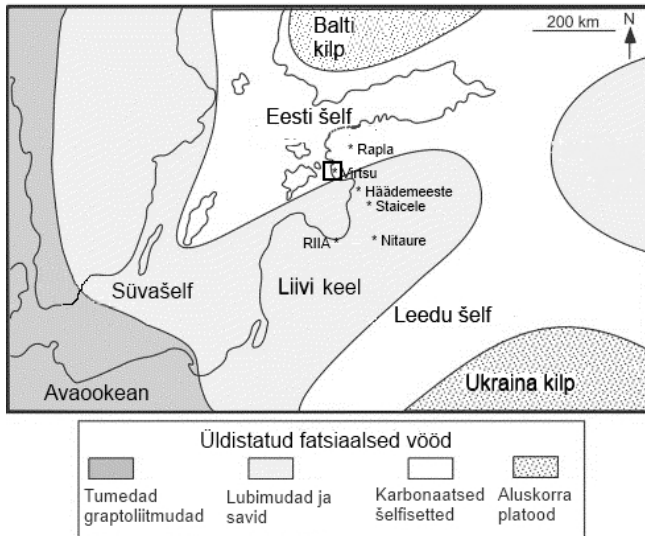 Balti
kilp
200 km
N
Eesti šelf
* Rapla
* Virtsu
* Häädemeeste
* Staicele
RIIA *
* Nitaure
Süvašelf
Liivi keel
Leedu šelf
Avaookean
Ukraina kilp
Üldistatud fatsiaalsed vööd
Tumedad
graptoliitmudad
Lubimudad ja
savid
Karbonaatsed
šelfisetted
Aluskorra
platood